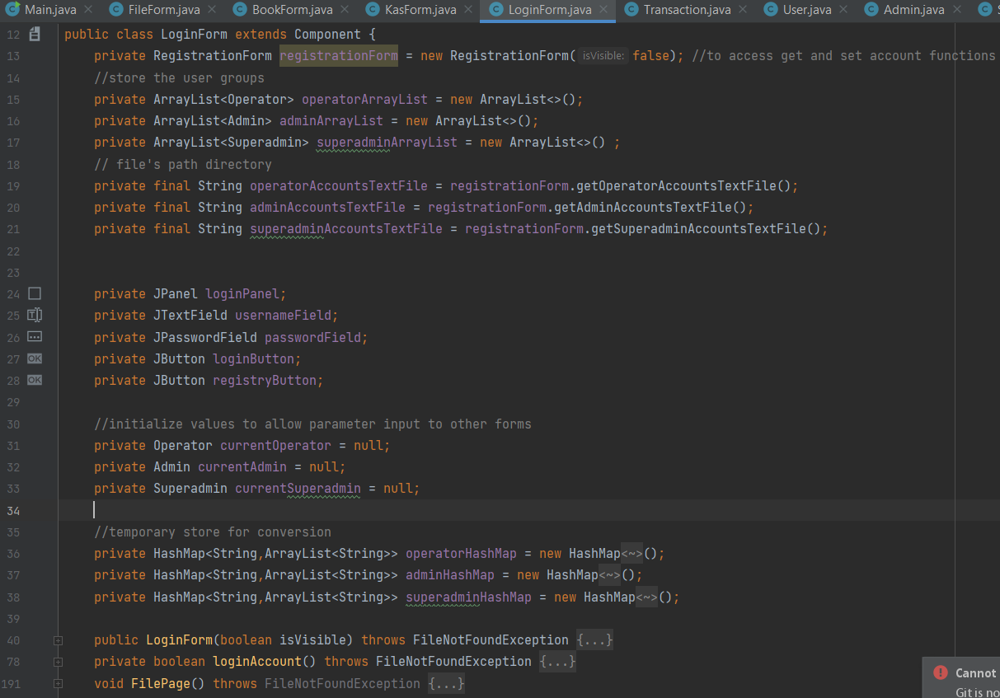 Main.java FileForm.java BookForm.java KasForm.java LoginForm.java Transaction.java User.java Admin.java
12 public class LoginForm extends Component {
13 private RegistrationForm registrationForm = new RegistrationForm( isVisible: false); //to access get and set account functions
14 //store the user groups
15 private ArrayList<Operator> operatorArrayList = new ArrayList<>();
16 private ArrayList<Admin> adminArrayList = new ArrayList<>();
17 private ArrayList<Superadmin> superadminArrayList = new ArrayList<>() ;
18 // file's path directory
19 private final String operatorAccountsTextFile = registrationForm.getOperatorAccountsTextFile();
20 private final String adminAccountsTextFile = registrationForm.getAdminAccountsTextFile();
21 private final String superadminAccountsTextFile = registrationForm.getSuperadminAccountsTextFile();
22
23
24 private JPanel loginPanel;
25 private JTextField usernameField;
26 private JPasswordField passwordField;
27 OK private JButton loginButton;
28 OK private JButton registryButton;
29
30 //initialize values to allow parameter input to other forms
31 private Operator currentOperator = null;
32 private Admin currentAdmin = null;
33 private Superadmin currentSuperadmin = null;
34
35 //temporary store for conversion
36 private HashMap<String,ArrayList<String>> operatorHashMap = new HashMap<~>();
37 private HashMap<String,ArrayList<String>> adminHashMap = new HashMap<~>();
38 private HashMap<String,ArrayList<String>> superadminHashMap = new HashMap<~>();
39
40 public LoginForm(boolean isVisible) throws FileNotFoundException {...}
78 private boolean loginAccount() throws FileNotFoundException {...}
191 void FilePage() throws FileNotFoundException {...}
Cannot
Git is no